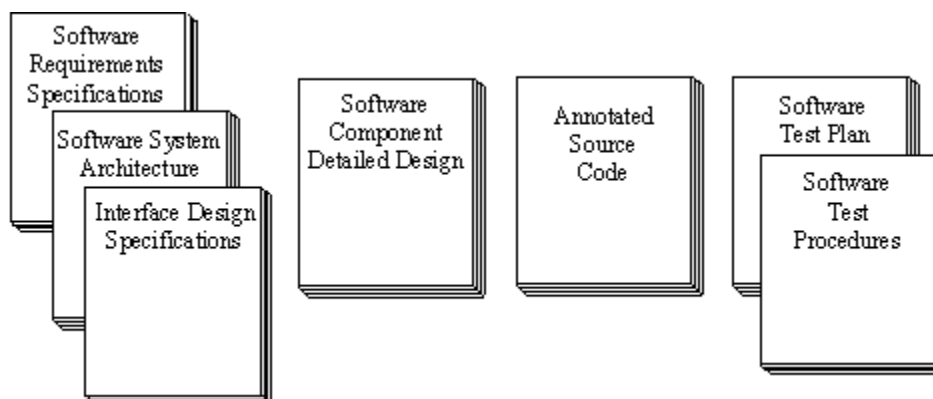 Software
Requirements
Specifications
Software System
Architecture
Interface Design
Specifications
Software
Component
Detailed Design
Annotated
Source
Code
Software
Test Plan
Software
Test
Procedures